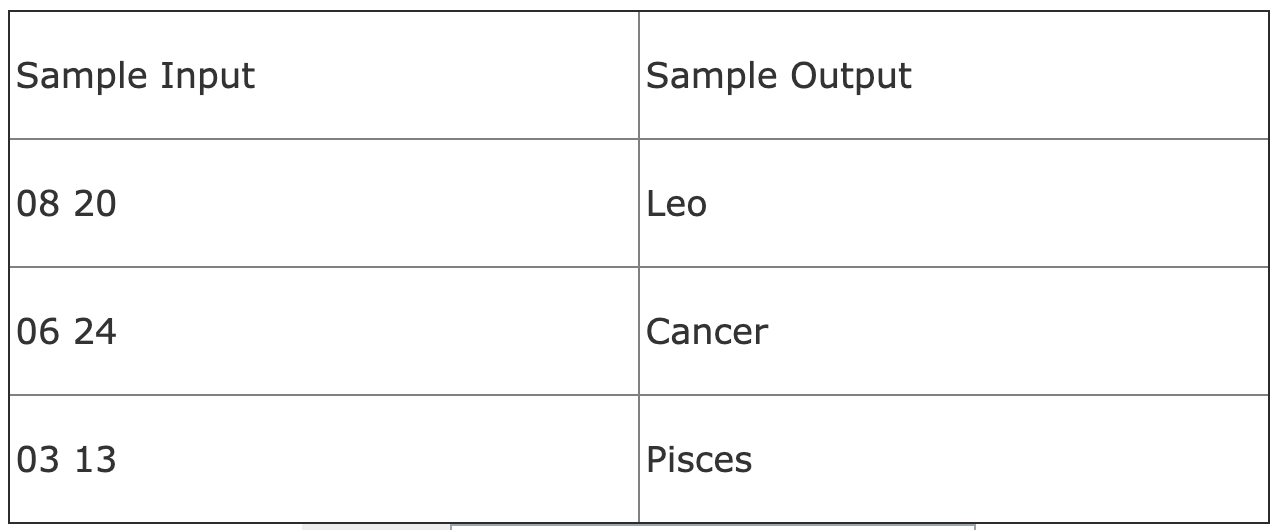 Sample Input Sample Output
08 20 Leo
06 24 Cancer
03 13 Pisces